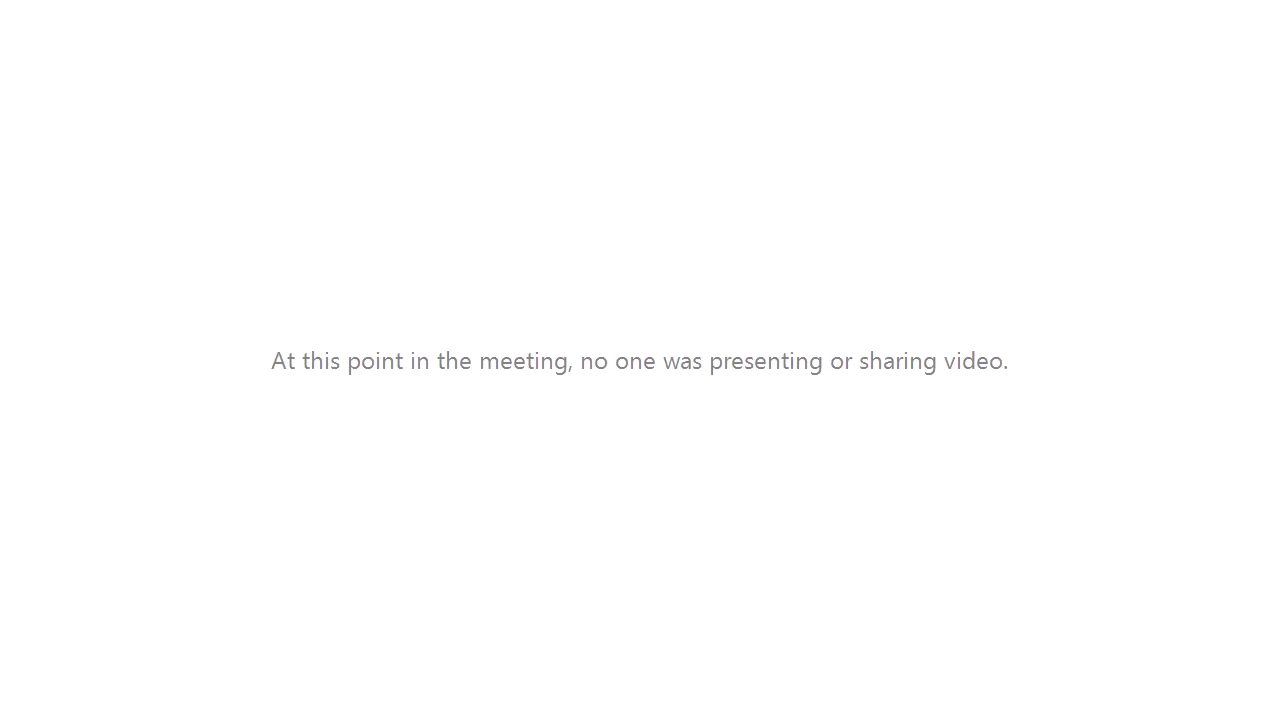 At this point in the meeting, no one was presenting or sharing video.